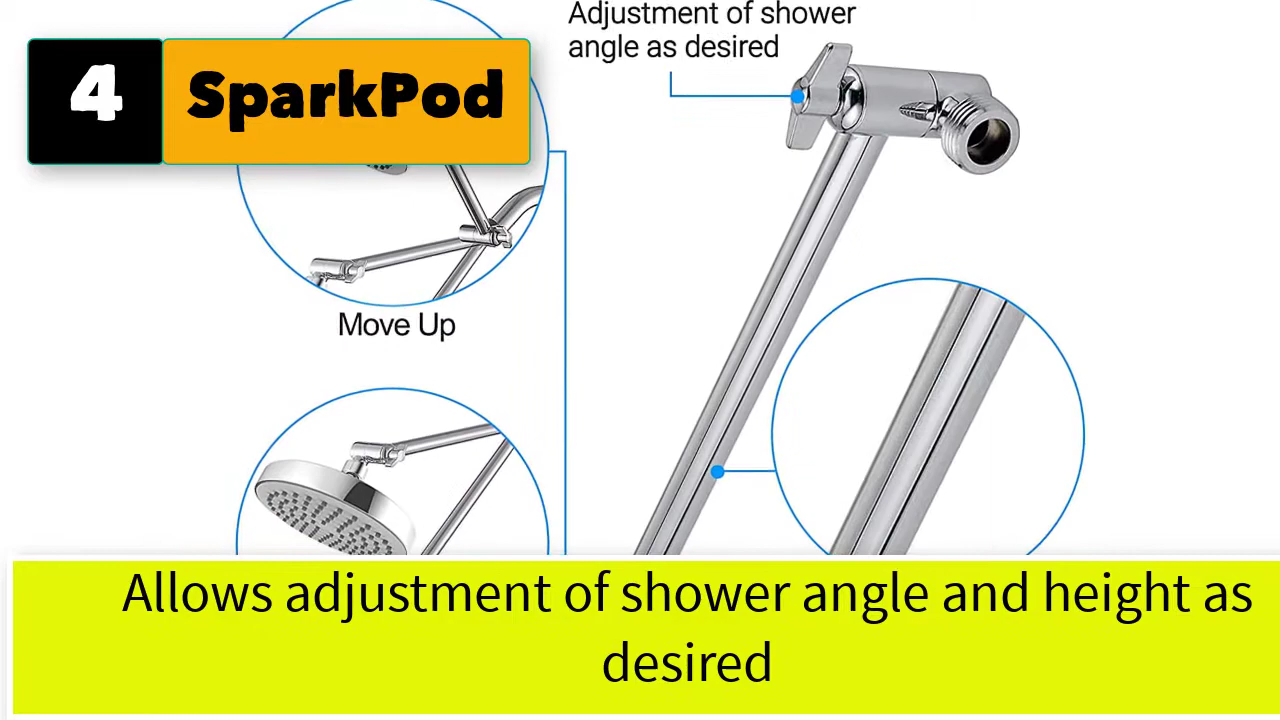 Adjustment of shower
angle as desired
4 SparkPod
Move Up
Allows adjustment of shower angle and height as
desired